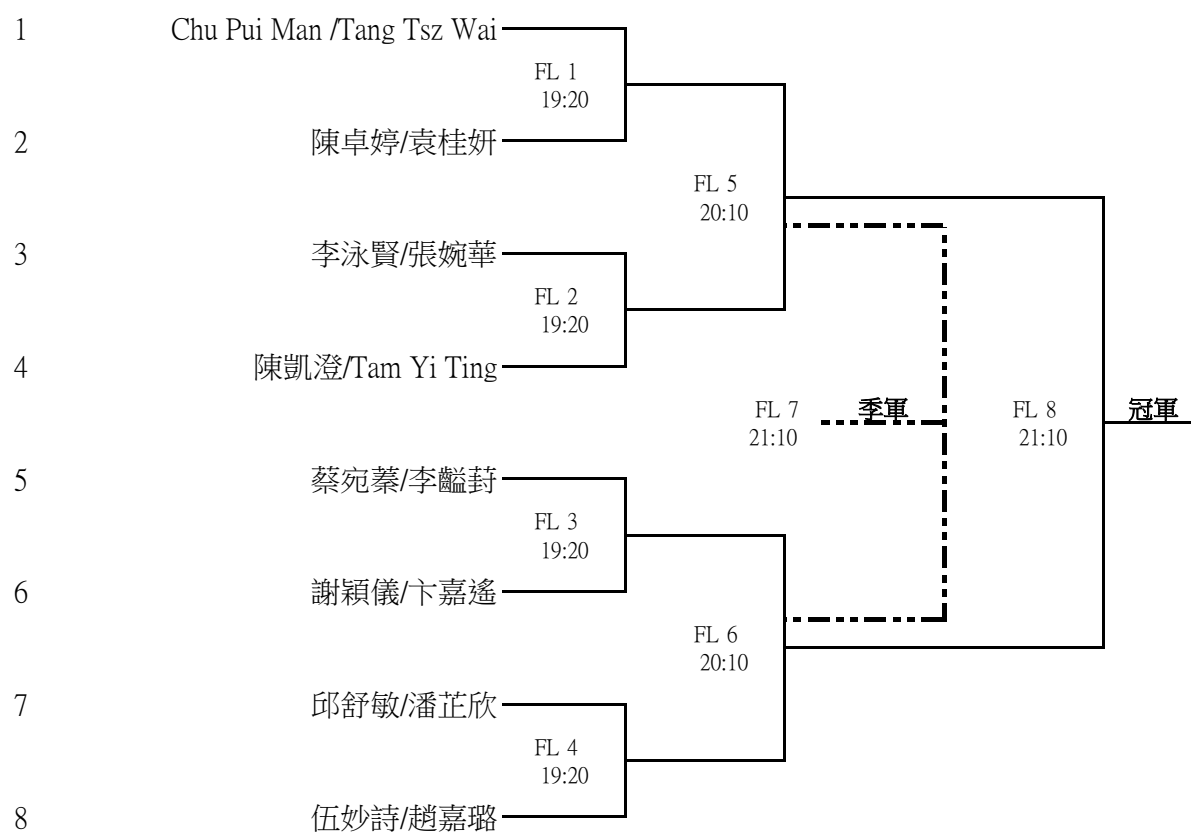 1 Chu Pui Man /Tang Tsz Wai
FL 1
19:20
2 陳卓婷/袁桂妍
FL 5
20:10
3 李泳賢/張婉華
FL 2
19:20
4 陳凱澄/Tam Yi Ting
FL 7 季軍
21:10
FL 8 冠軍
21:10
5 蔡宛蓁/李齸葑
FL 3
19:20
6 謝穎儀/卞嘉遙
FL 6
20:10
7 邱舒敏/潘芷欣
FL 4
19:20
8 伍妙詩/趙嘉璐